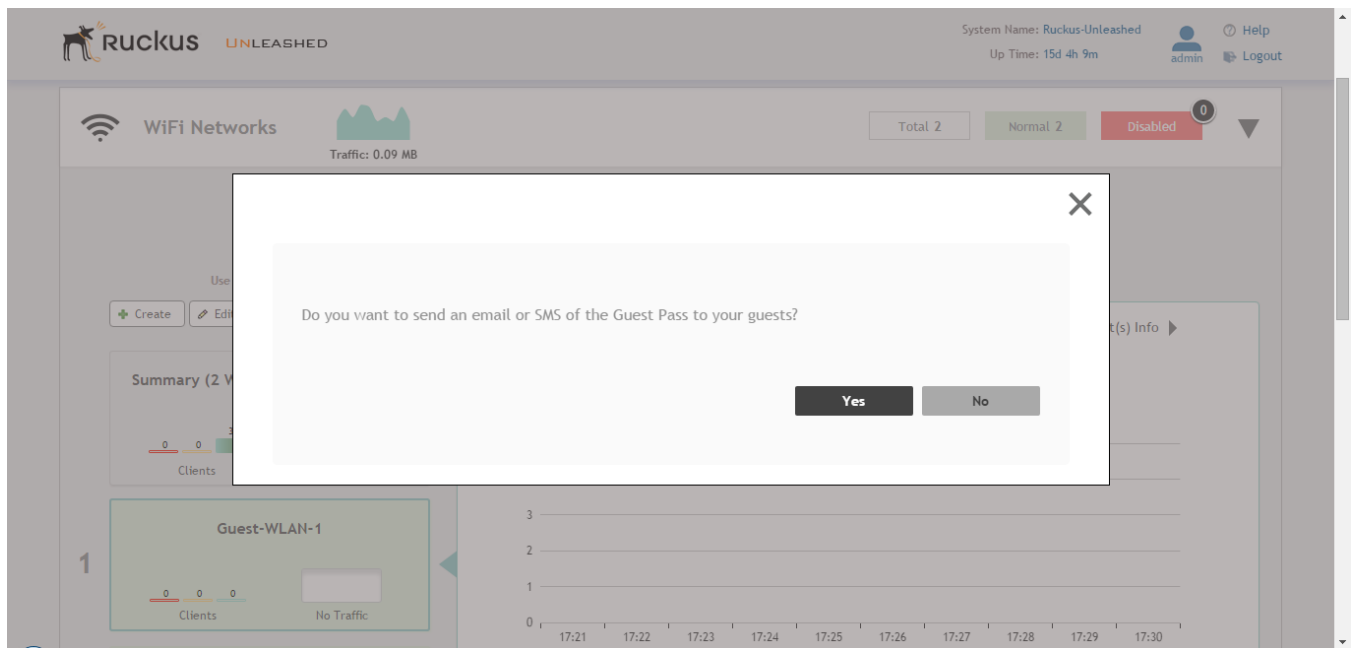 Ruckus UNLEASHED
System Name: Ruckus-Unleashed
Up Time: 15d 4h 9m
admin
Help
Logout
WiFi Networks
Traffic: 0.09 MB
Total 2
Normal 2
Disabled
0
Use
Create
Edi
t(s) Info
Do you want to send an email or SMS of the Guest Pass to your guests?
Yes
No
Summary (2 W
0 0 3
Clients
1
Guest-WLAN-1
0 0 0
Clients
No Traffic
3
2
1
0
17:21 17:22 17:23 17:24 17:25 17:26 17:27 17:28 17:29 17:30